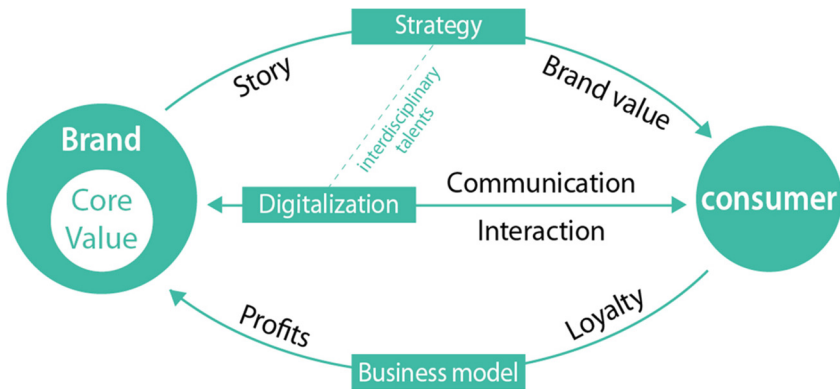 Strategy
Story
Brand value
interdisciplinary
talents
Brand
Core
Value
Digitalization
Communication
Interaction
consumer
Profits
Loyalty
Business model